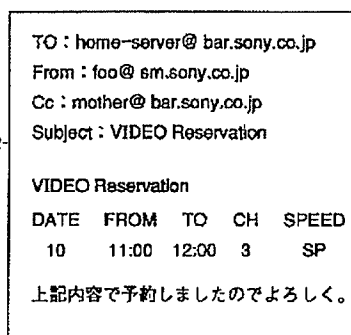 TO：home-server@ bar.sony.co.jp
From：foo@ sm.sony.co.jp
Cc：mother@ bar.sony.co.jp
Subject：VIDEO Reservation
VIDEO Reservation
DATE FROM TO CH SPEED
10 11:00 12:00 3 SP
上記内容で予約しましたのでよろしく。